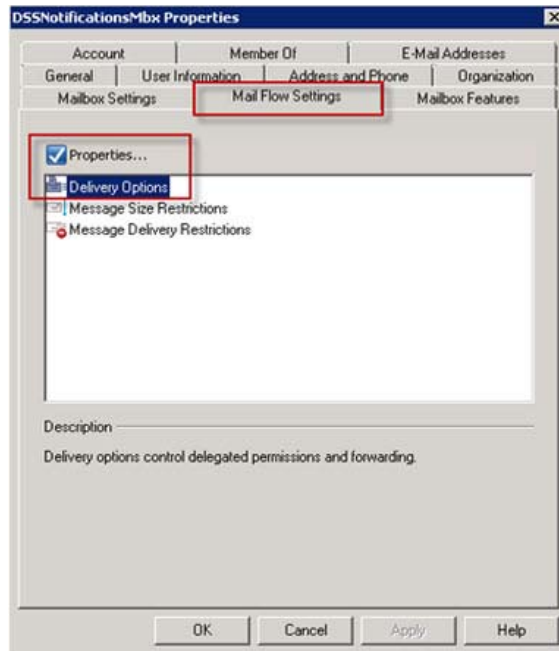 DSSNotificationsMbx Properties
Account Member Of E-Mail Addresses
General User Information Address and Phone Organization
Mailbox Settings Mail Flow Settings Mailbox Features
Properties...
Delivery Options
Message Size Restrictions
Message Delivery Restrictions
Description
Delivery options control delegated permissions and forwarding.
OK Cancel Apply Help